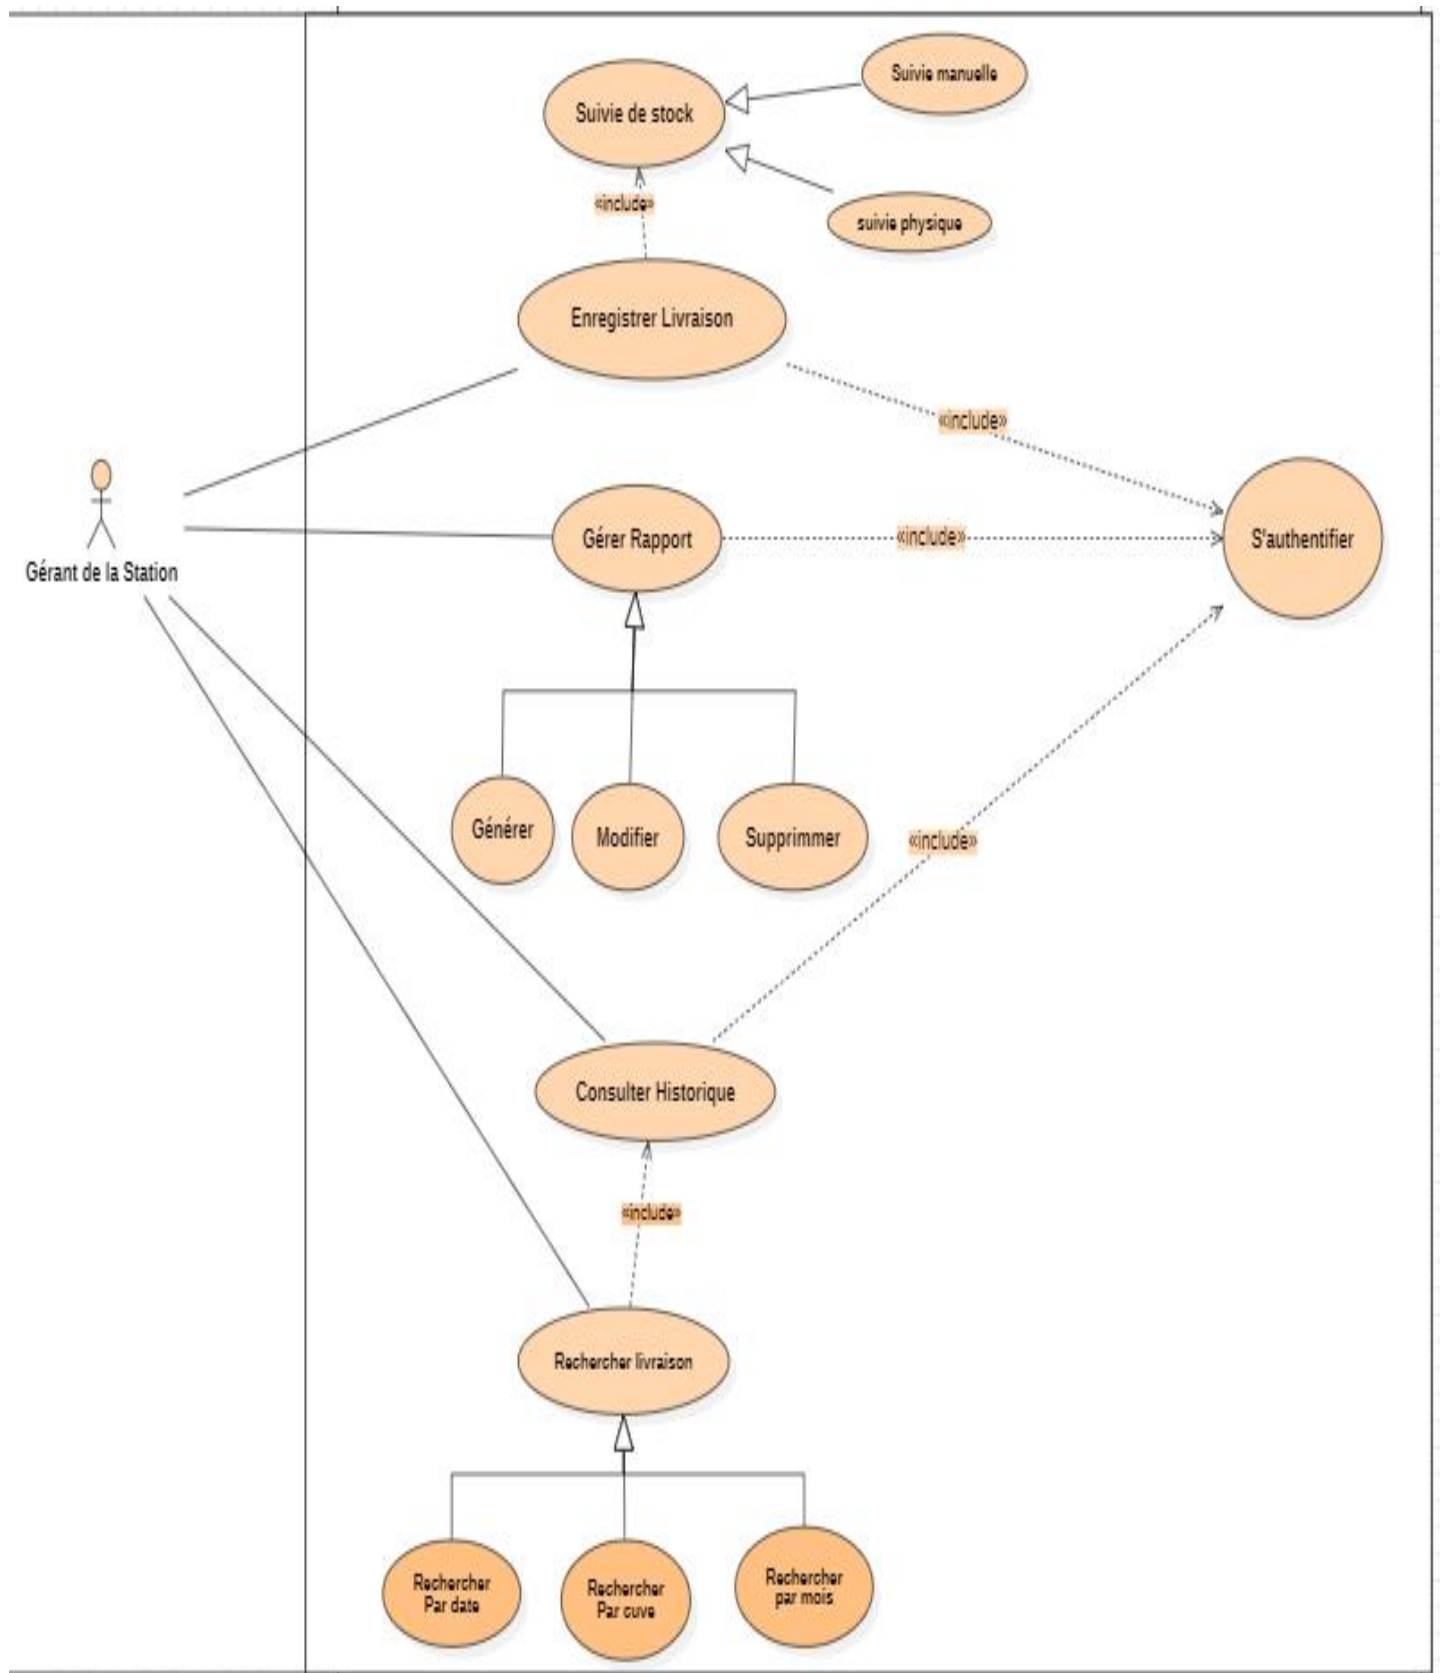 Suivie manuelle
Suivie de stock
«include»
suivie physique
Enregistrer Livraison
«include»
Gérant de la Station
Gérer Rapport
«include»
S'authentifier
Générer
Modifier
Supprimmer
«include»
Consulter Historique
«include»
Rechercher livraison
Rechercher
Par date
Rechercher
Par cuve
Rechercher
par mois